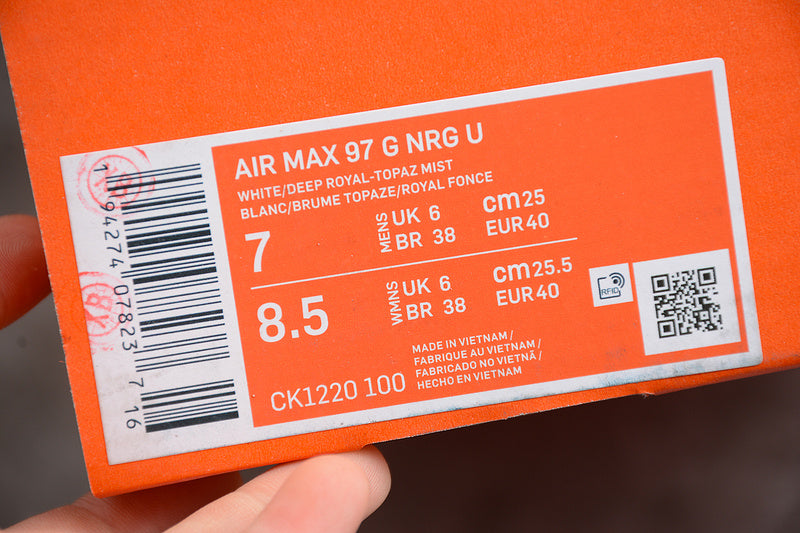 AIR MAX 97 G NRG U
WHITE/DEEP ROYAL-TOPAZ MIST
BLANC/BRUME TOPAZE/ROYAL FONCE
7
MENS
UK 6
BR 38
cm 25
EUR 40
8.5
WMNS
UK 6
BR 38
cm 25.5
EUR 40
RFID
CK1220 100
MADE IN VIETNAM /
FABRIQUE AU VIETNAM /
FABRICADO NO VIETNÃ /
HECHO EN VIETNAM
1 94274 07823 7 16